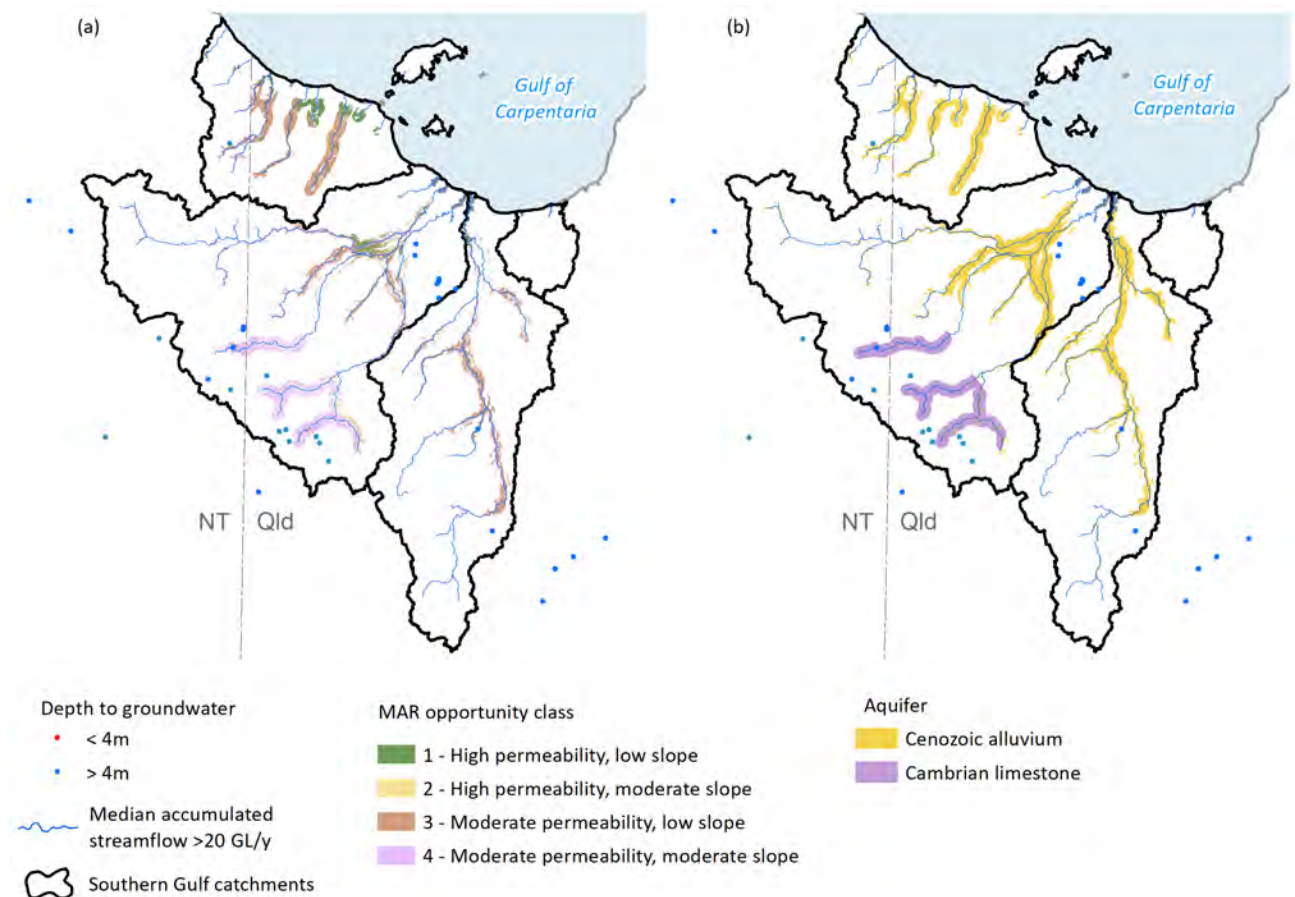 (a)
Gulf of
Carpentaria
NT
Qld
(b)
Gulf of
Carpentaria
NT
Qld
Depth to groundwater
< 4m
> 4m
Median accumulated
streamflow >20 GL/y
Southern Gulf catchments
MAR opportunity class
1 - High permeability, low slope
2 - High permeability, moderate slope
3 - Moderate permeability, low slope
4 - Moderate permeability, moderate slope
Aquifer
Cenozoic alluvium
Cambrian limestone